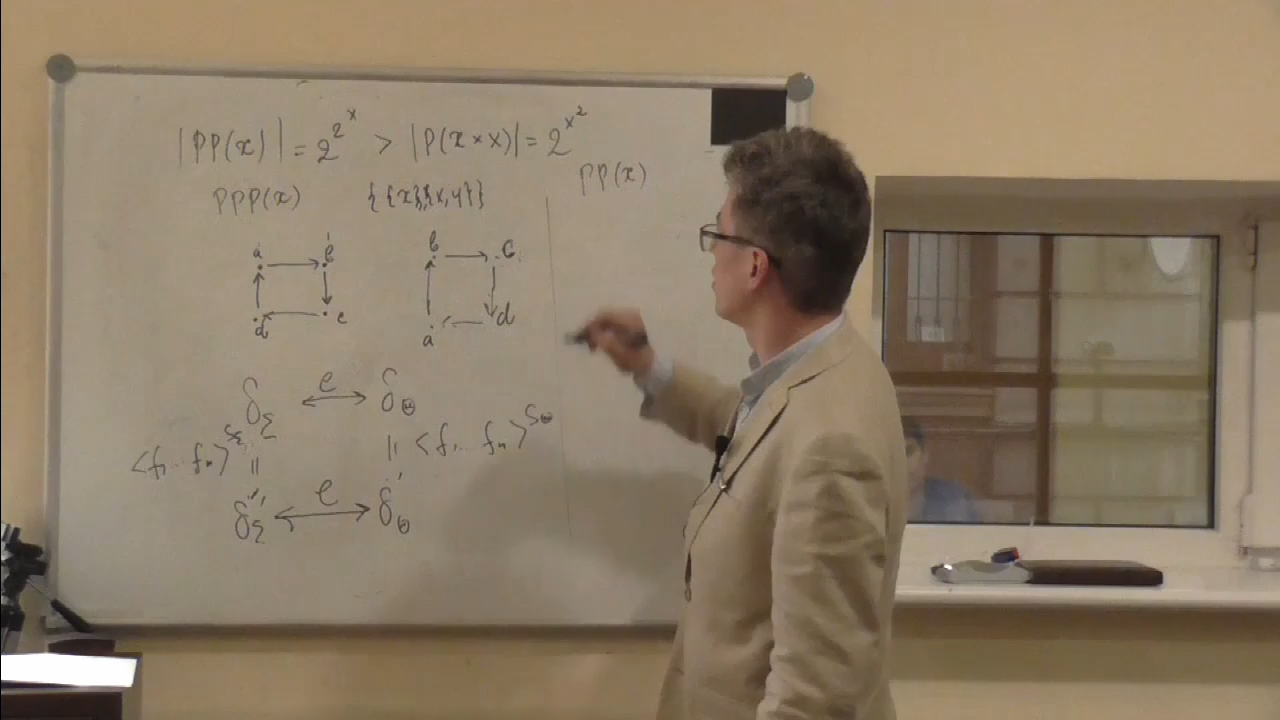 |PP(x)| = 2^{2^x} > |P(x × x)| = 2^{x^2}
PPP(x) {{x},{x,y}} PP(x)
a b b c
d c a d
δ_Σ e δ_Θ
<f₁...fₙ>^{S_Σ} = = <f₁...fₙ>^{S_Θ}
δ''_Σ e δ'_Θ